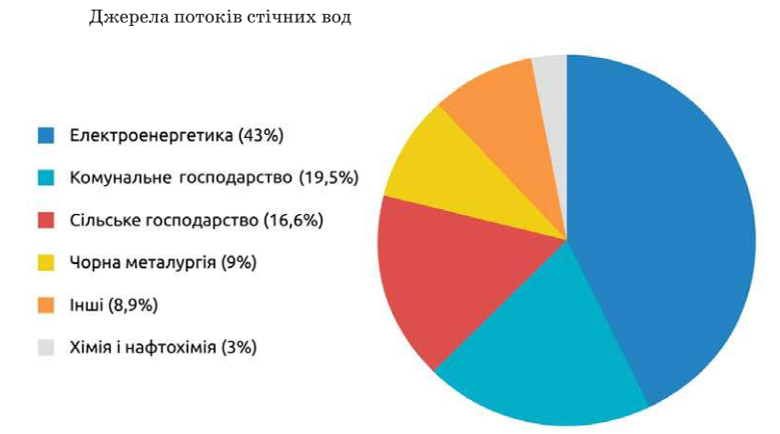 Джерела потоків стічних вод
Електроенергетика (43%)
Комунальне господарство (19,5%)
Сільське господарство (16,6%)
Чорна металургія (9%)
Інші (8,9%)
Хімія і нафтохімія (3%)